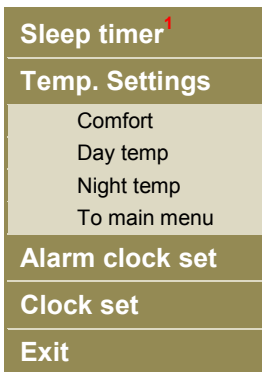 Sleep timer1
Temp. Settings
Comfort
Day temp
Night temp
To main menu
Alarm clock set
Clock set
Exit